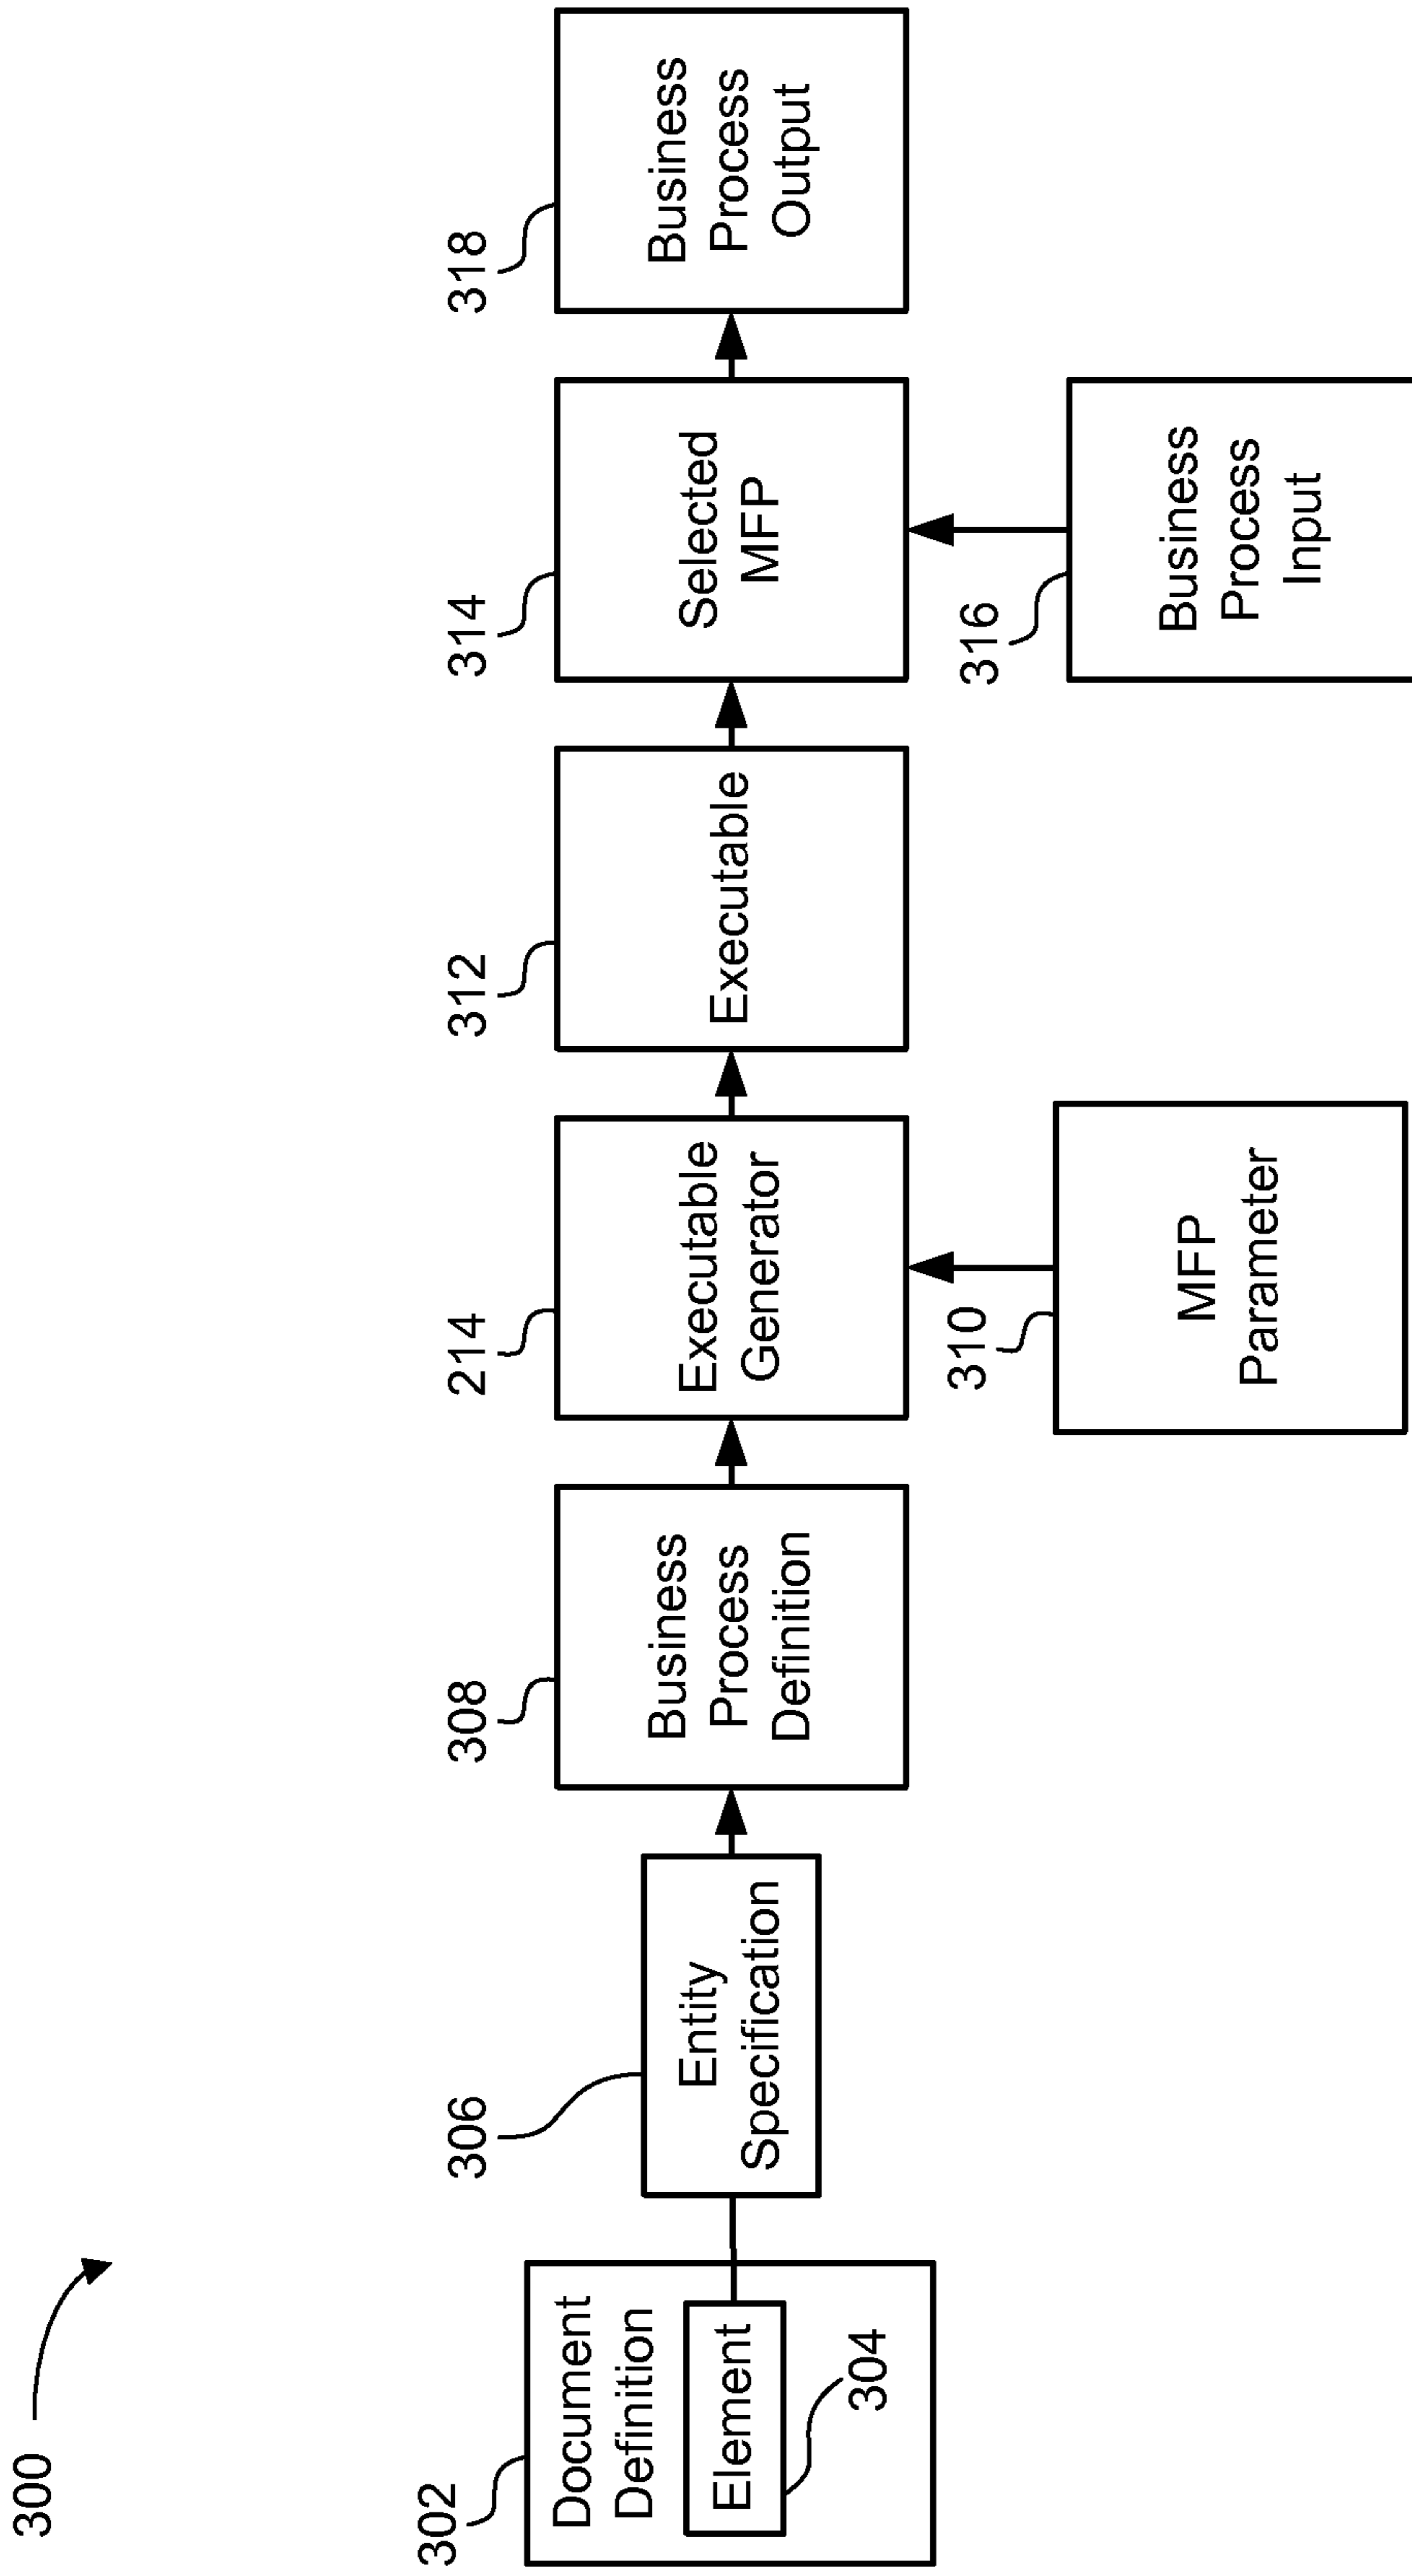 300
302
Document
Definition
Element
304
306
Entity
Specification
308
Business
Process
Definition
214
Executable
Generator
310
MFP
Parameter
312
Executable
314
Selected
MFP
316
Business
Process
Input
318
Business
Process
Output